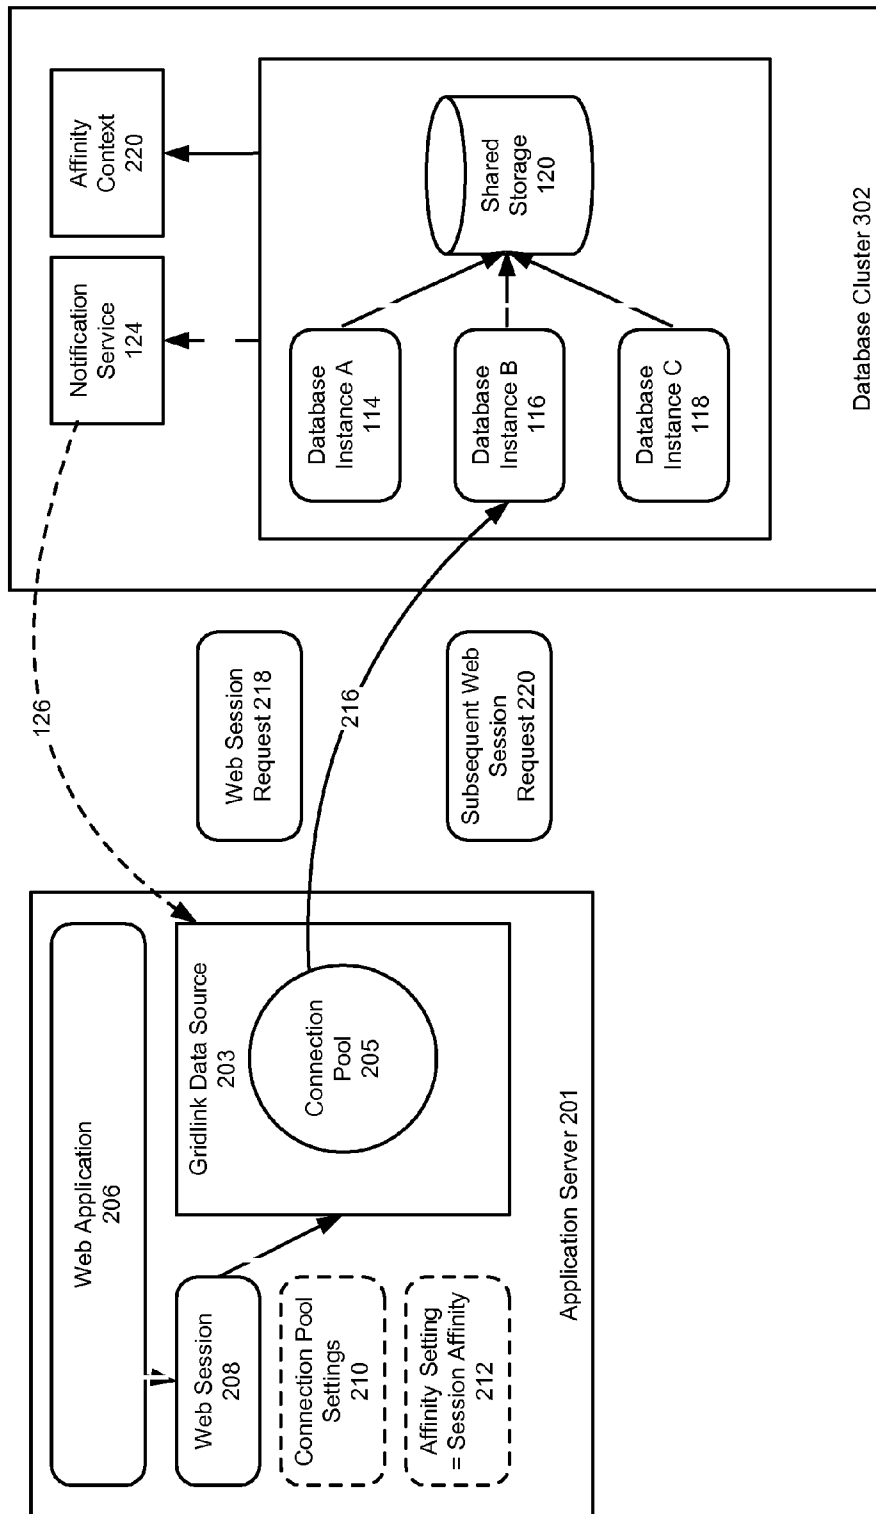 Web Application
206
Web Session
208
Connection Pool
Settings
210
Affinity Setting
= Session Affinity
212
Gridlink Data Source
203
Connection
Pool
205
Application Server 201
126
Web Session
Request 218
216
Subsequent Web
Session
Request 220
Notification
Service
124
Affinity
Context
220
Database
Instance A
114
Database
Instance B
116
Database
Instance C
118
Shared
Storage
120
Database Cluster 302